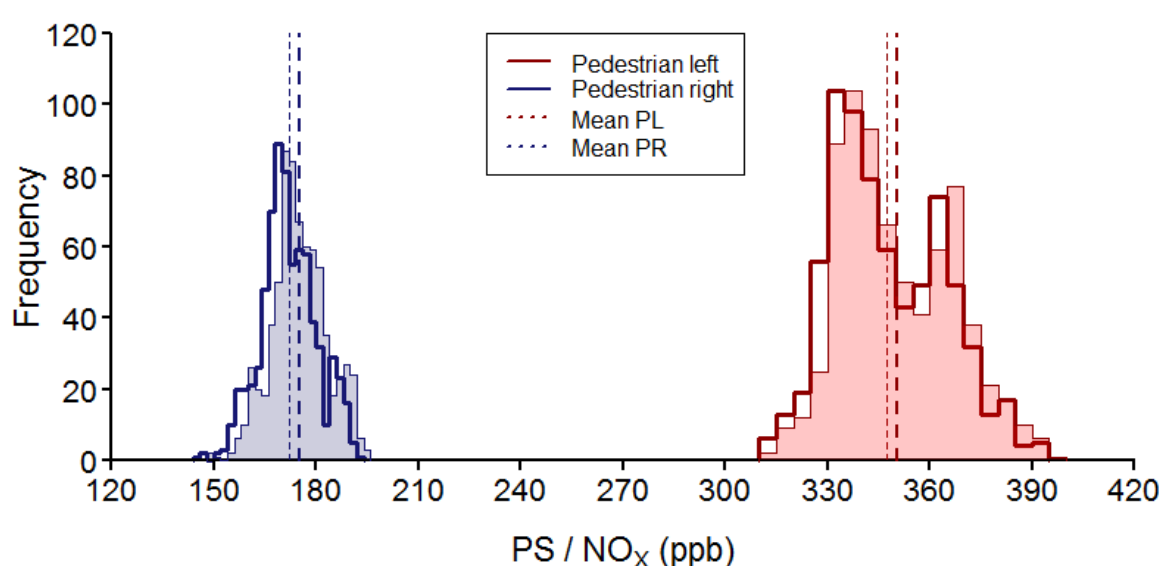 120
100
80
60
40
20
0
Frequency
Pedestrian left
Pedestrian right
Mean PL
Mean PR
120 150 180 210 240 270 300 330 360 390 420
PS / NOX (ppb)